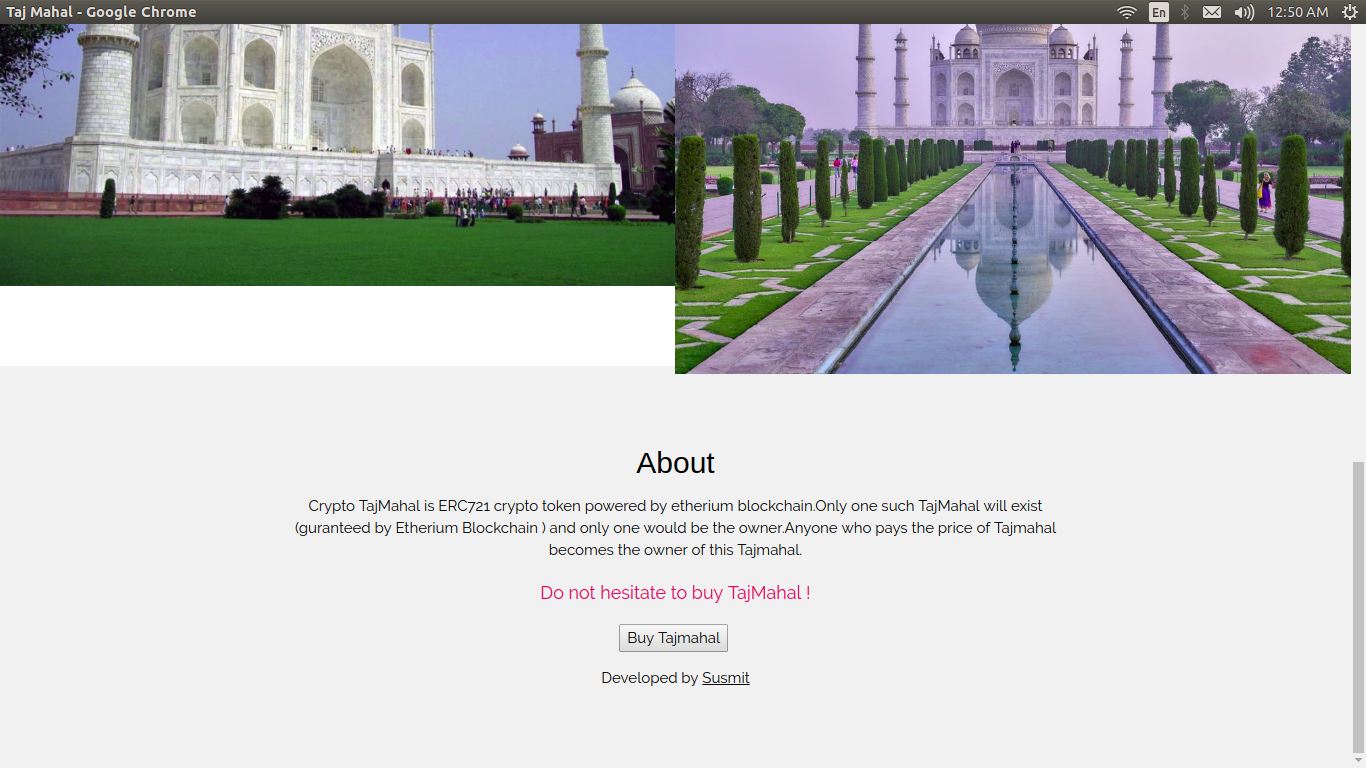 Taj Mahal - Google Chrome
En
12:50 AM
About
Crypto TajMahal is ERC721 crypto token powered by etherium blockchain.Only one such TajMahal will exist
(guranteed by Etherium Blockchain ) and only one would be the owner.Anyone who pays the price of Tajmahal
becomes the owner of this Tajmahal.
Do not hesitate to buy TajMahal !
Buy Tajmahal
Developed by Susmit